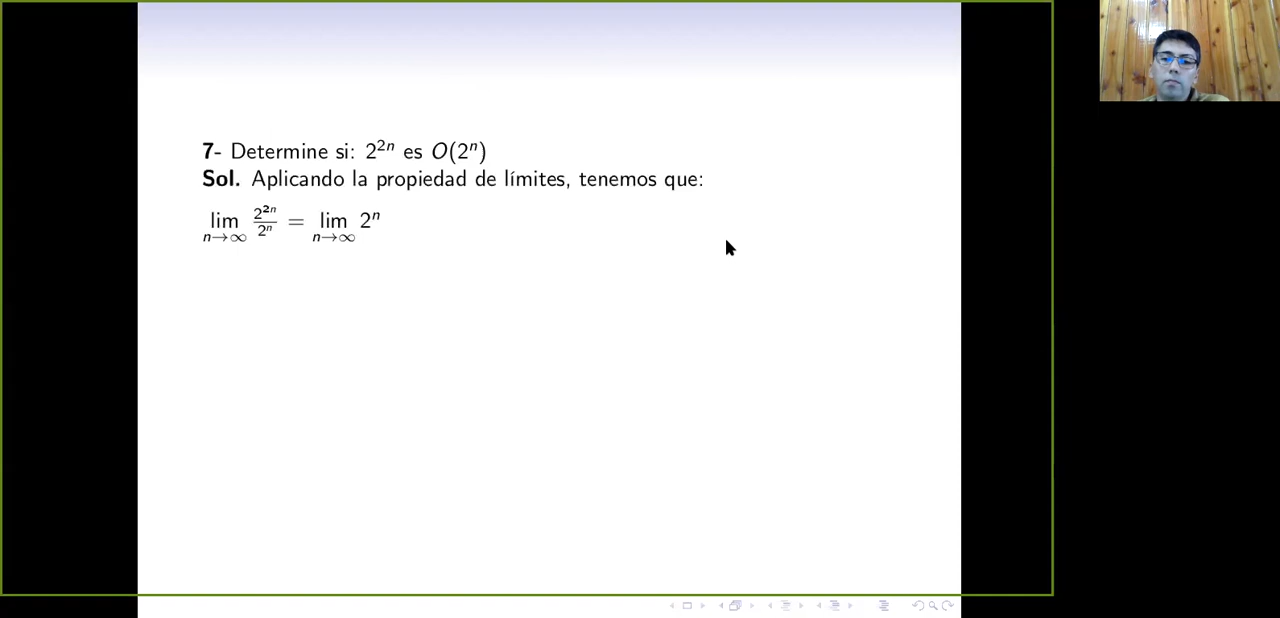 7- Determine si: 2^{2n} es O(2^n)
Sol. Aplicando la propiedad de límites, tenemos que:
lim_{n→∞} \frac{2^{2n}}{2^n} = lim_{n→∞} 2^n